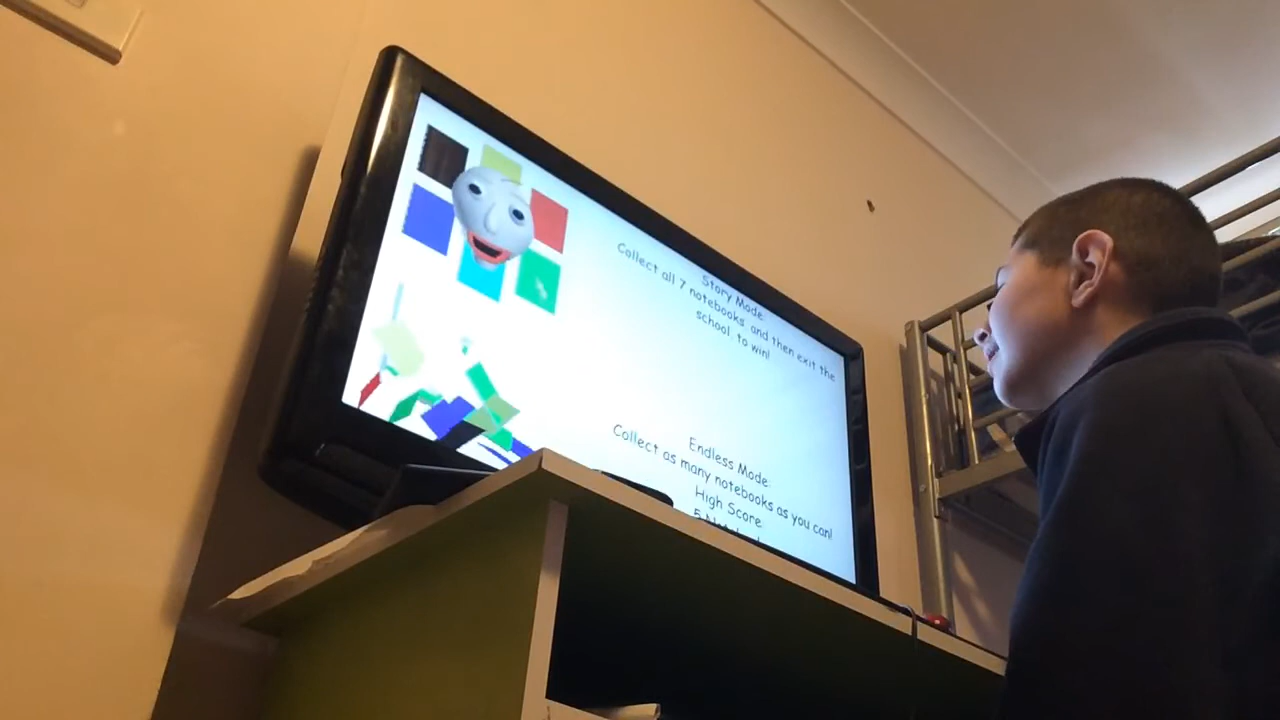 Story Mode:
Collect all 7 notebooks and then exit the
school to win!
Endless Mode:
Collect as many notebooks as you can!
High Score
5